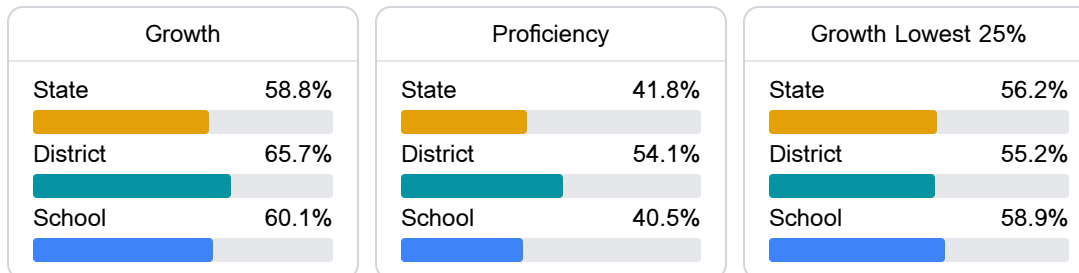 Growth
State 58.8%
District 65.7%
School 60.1%
Proficiency
State 41.8%
District 54.1%
School 40.5%
Growth Lowest 25%
State 56.2%
District 55.2%
School 58.9%